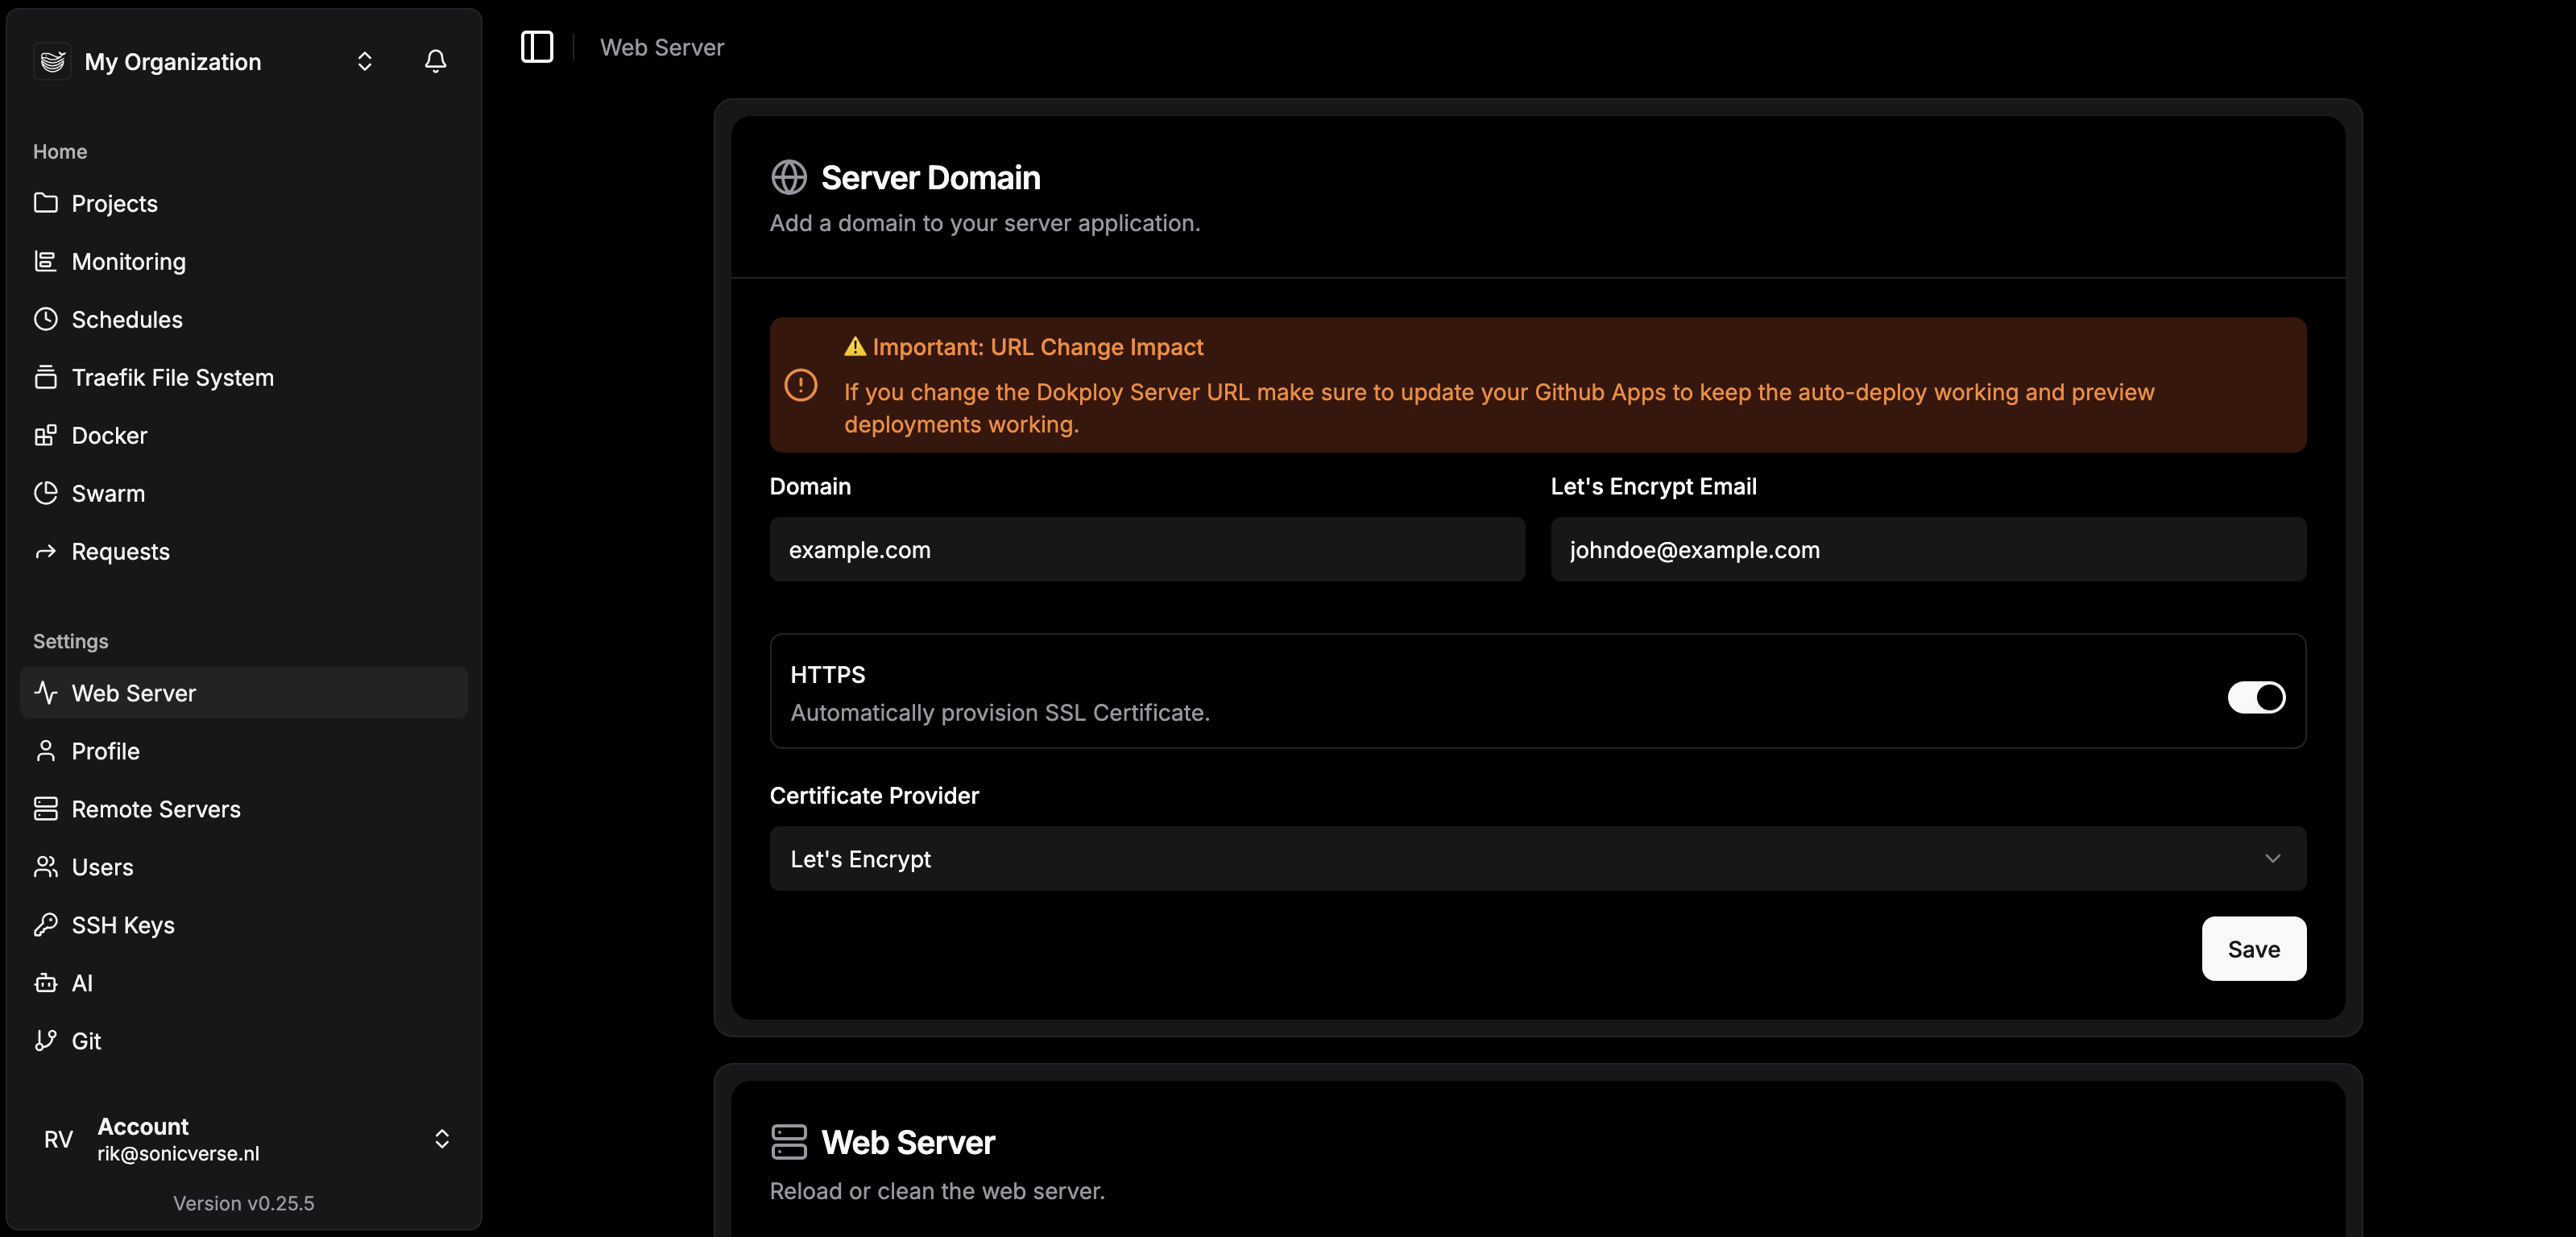 My Organization
Home
Projects
Monitoring
Schedules
Traefik File System
Docker
Swarm
Requests
Settings
Web Server
Profile
Remote Servers
Users
SSH Keys
AI
Git
RV
Account
rik@sonicverse.nl
Version v0.25.5
Web Server
Server Domain
Add a domain to your server application.
⚠️ Important: URL Change Impact
If you change the Dokploy Server URL make sure to update your Github Apps to keep the auto-deploy working and preview
deployments working.
Domain
example.com
Let's Encrypt Email
johndoe@example.com
HTTPS
Automatically provision SSL Certificate.
Certificate Provider
Let's Encrypt
Save
Web Server
Reload or clean the web server.